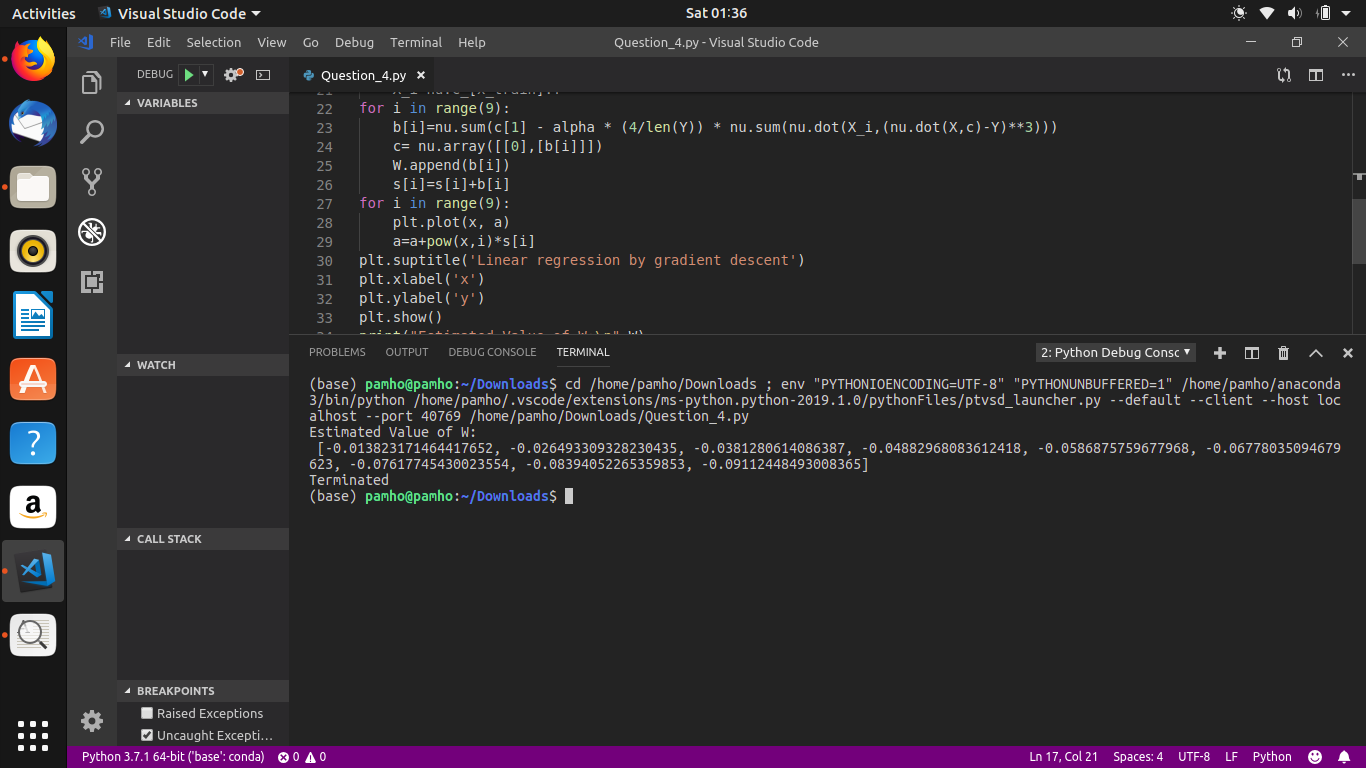 Activities Visual Studio Code Sat 01:36
File Edit Selection View Go Debug Terminal Help Question_4.py - Visual Studio Code
DEBUG
Question_4.py ×
VARIABLES
WATCH
CALL STACK
BREAKPOINTS
Raised Exceptions
Uncaught Excepti…
22 for i in range(9):
23     b[i]=nu.sum(c[1] - alpha * (4/len(Y)) * nu.sum(nu.dot(X_i,(nu.dot(X,c)-Y)**3)))
24     c= nu.array([[0],[b[i]]])
25     W.append(b[i])
26     s[i]=s[i]+b[i]
27 for i in range(9):
28     plt.plot(x, a)
29     a=a+pow(x,i)*s[i]
30 plt.suptitle('Linear regression by gradient descent')
31 plt.xlabel('x')
32 plt.ylabel('y')
33 plt.show()
PROBLEMS OUTPUT DEBUG CONSOLE TERMINAL 2: Python Debug Consc
(base) pamho@pamho:~/Downloads$ cd /home/pamho/Downloads ; env "PYTHONIOENCODING=UTF-8" "PYTHONUNBUFFERED=1" /home/pamho/anaconda
3/bin/python /home/pamho/.vscode/extensions/ms-python.python-2019.1.0/pythonFiles/ptvsd_launcher.py --default --client --host loc
alhost --port 40769 /home/pamho/Downloads/Question_4.py
Estimated Value of W:
[-0.013823171464417652, -0.026493309328230435, -0.0381280614086387, -0.04882968083612418, -0.0586875759677968, -0.06778035094679
623, -0.07617745430023554, -0.08394052265359853, -0.09112448493008365]
Terminated
(base) pamho@pamho:~/Downloads$
Python 3.7.1 64-bit ('base': conda) 0 0 Ln 17, Col 21 Spaces: 4 UTF-8 LF Python